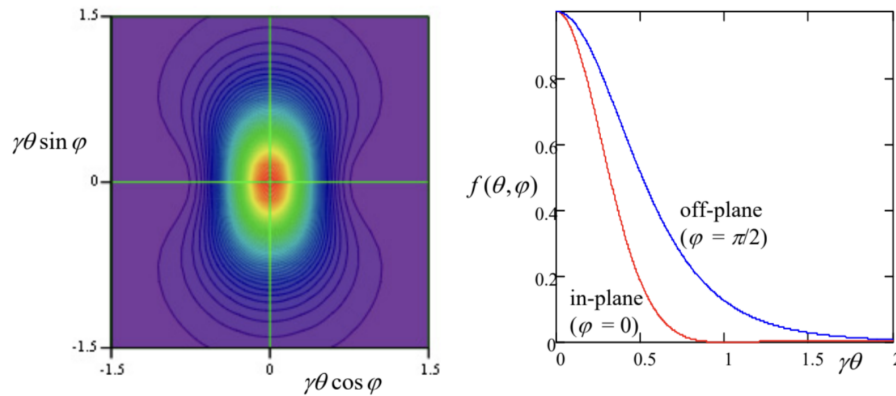 1.5
γθ sin φ
0
-1.5
-1.5
0
1.5
γθ cos φ
0.8
0.6
f(θ,φ)
0.4
0.2
0
off-plane
(φ = π/2)
in-plane
(φ = 0)
0
0.5
1
1.5
2
γθ